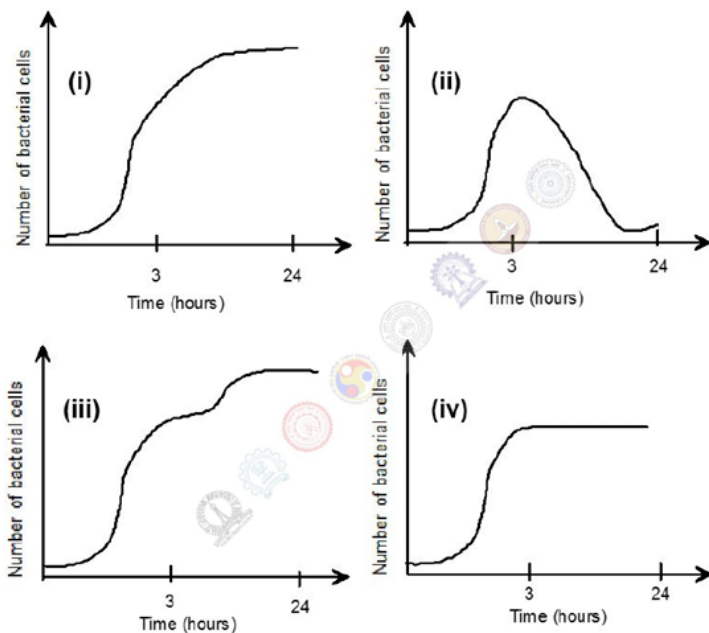 Number of bacterial cells
(i)
3
24
Time (hours)
Number of bacterial cells
(ii)
3
24
Time (hours)
Number of bacterial cells
(iii)
3
24
Time (hours)
Number of bacterial cells
(iv)
3
24
Time (hours)